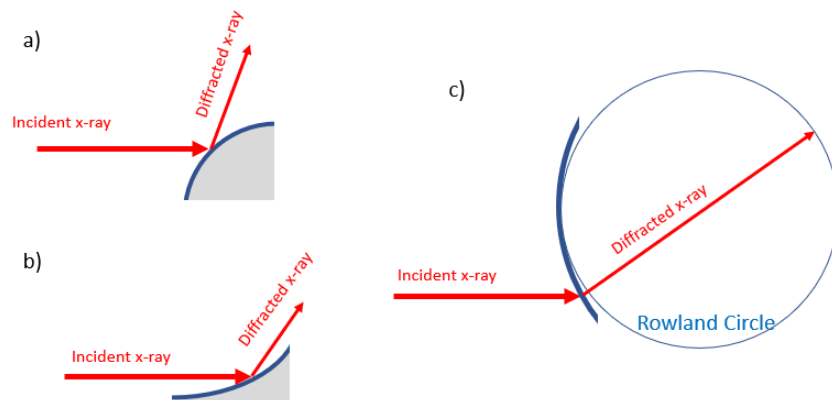 a)
Incident x-ray
Diffracted x-ray
b)
Incident x-ray
Diffracted x-ray
c)
Incident x-ray
Diffracted x-ray
Rowland Circle